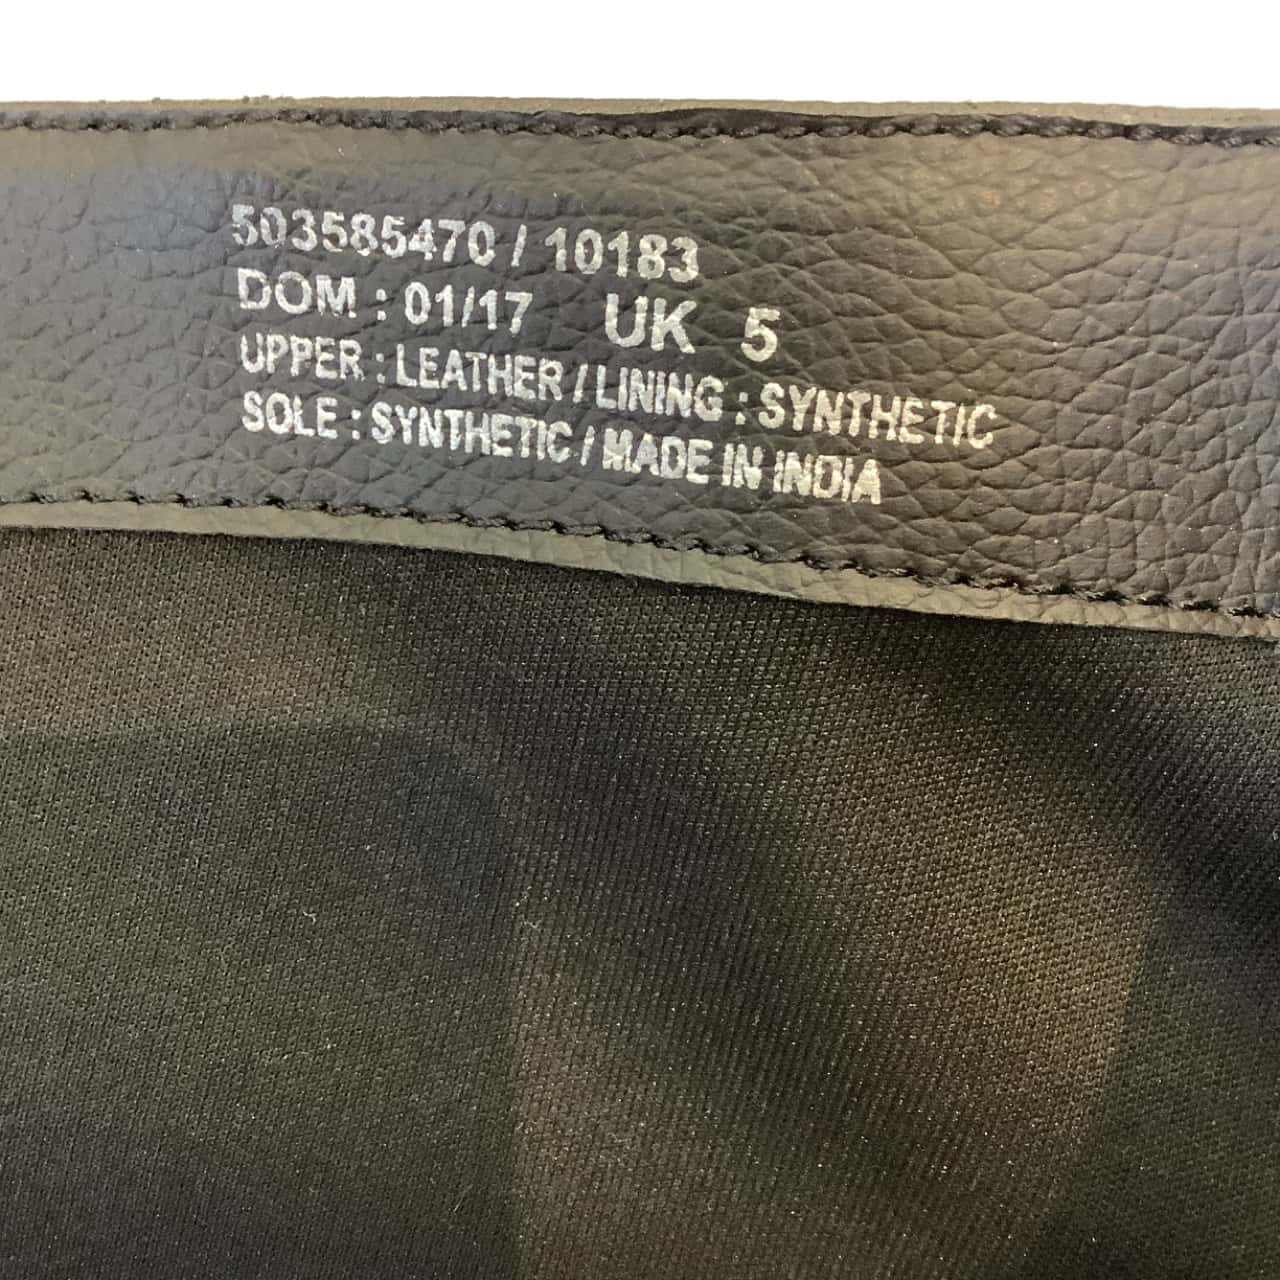 503585470 / 10183
DOM : 01/17 UK 5
UPPER : LEATHER / LINING : SYNTHETIC
SOLE : SYNTHETIC / MADE IN INDIA